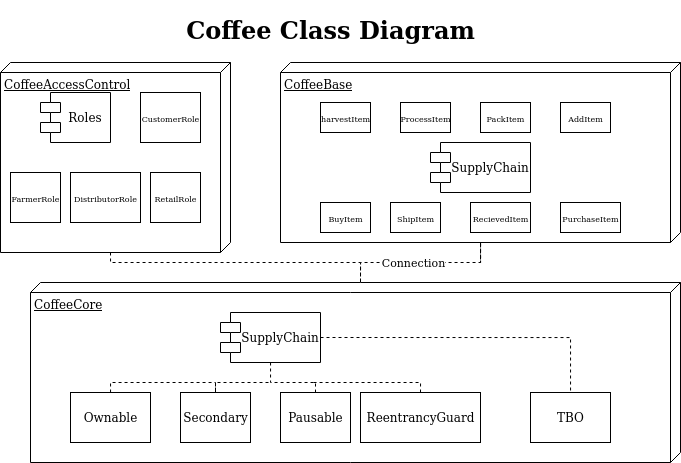 Coffee Class Diagram
CoffeeAccessControl
Roles
CustomerRole
FarmerRole
DistributorRole
RetailRole
CoffeeBase
harvestItem
ProcessItem
PackItem
AddItem
SupplyChain
BuyItem
ShipItem
RecievedItem
PurchaseItem
Connection
CoffeeCore
SupplyChain
Ownable
Secondary
Pausable
ReentrancyGuard
TBO